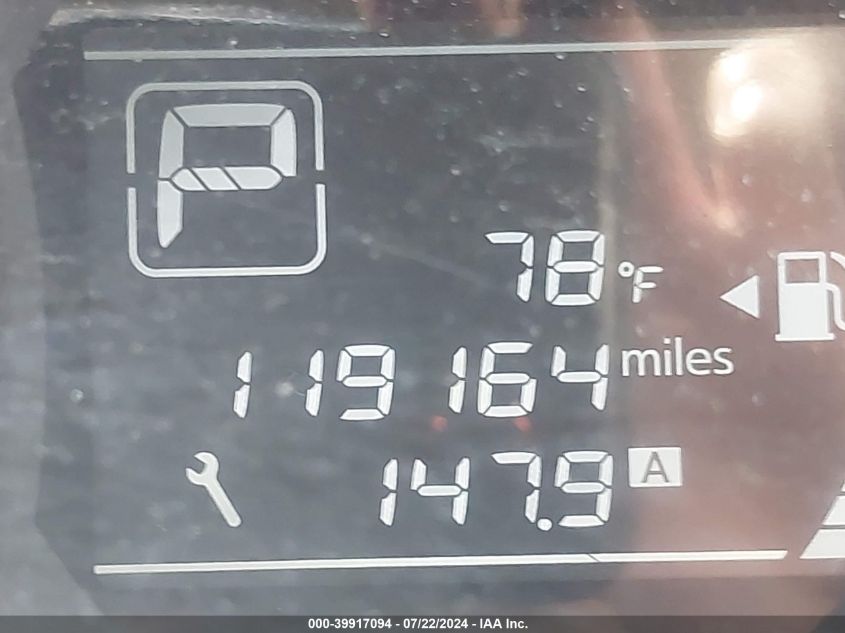 P
78 °F
119164 miles
147.9 A
000-39917094 - 07/22/2024 - IAA Inc.